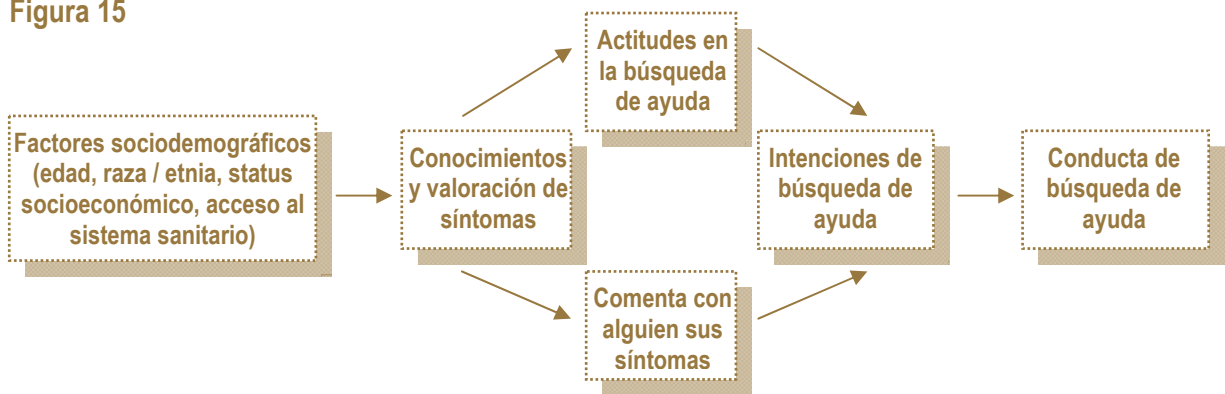 Figura 15
Factores sociodemográficos
(edad, raza / etnia, status
socioeconómico, acceso al
sistema sanitario)
Conocimientos
y valoración de
síntomas
Actitudes en
la búsqueda
de ayuda
Comenta con
alguien sus
síntomas
Intenciones de
búsqueda de
ayuda
Conducta de
búsqueda de
ayuda